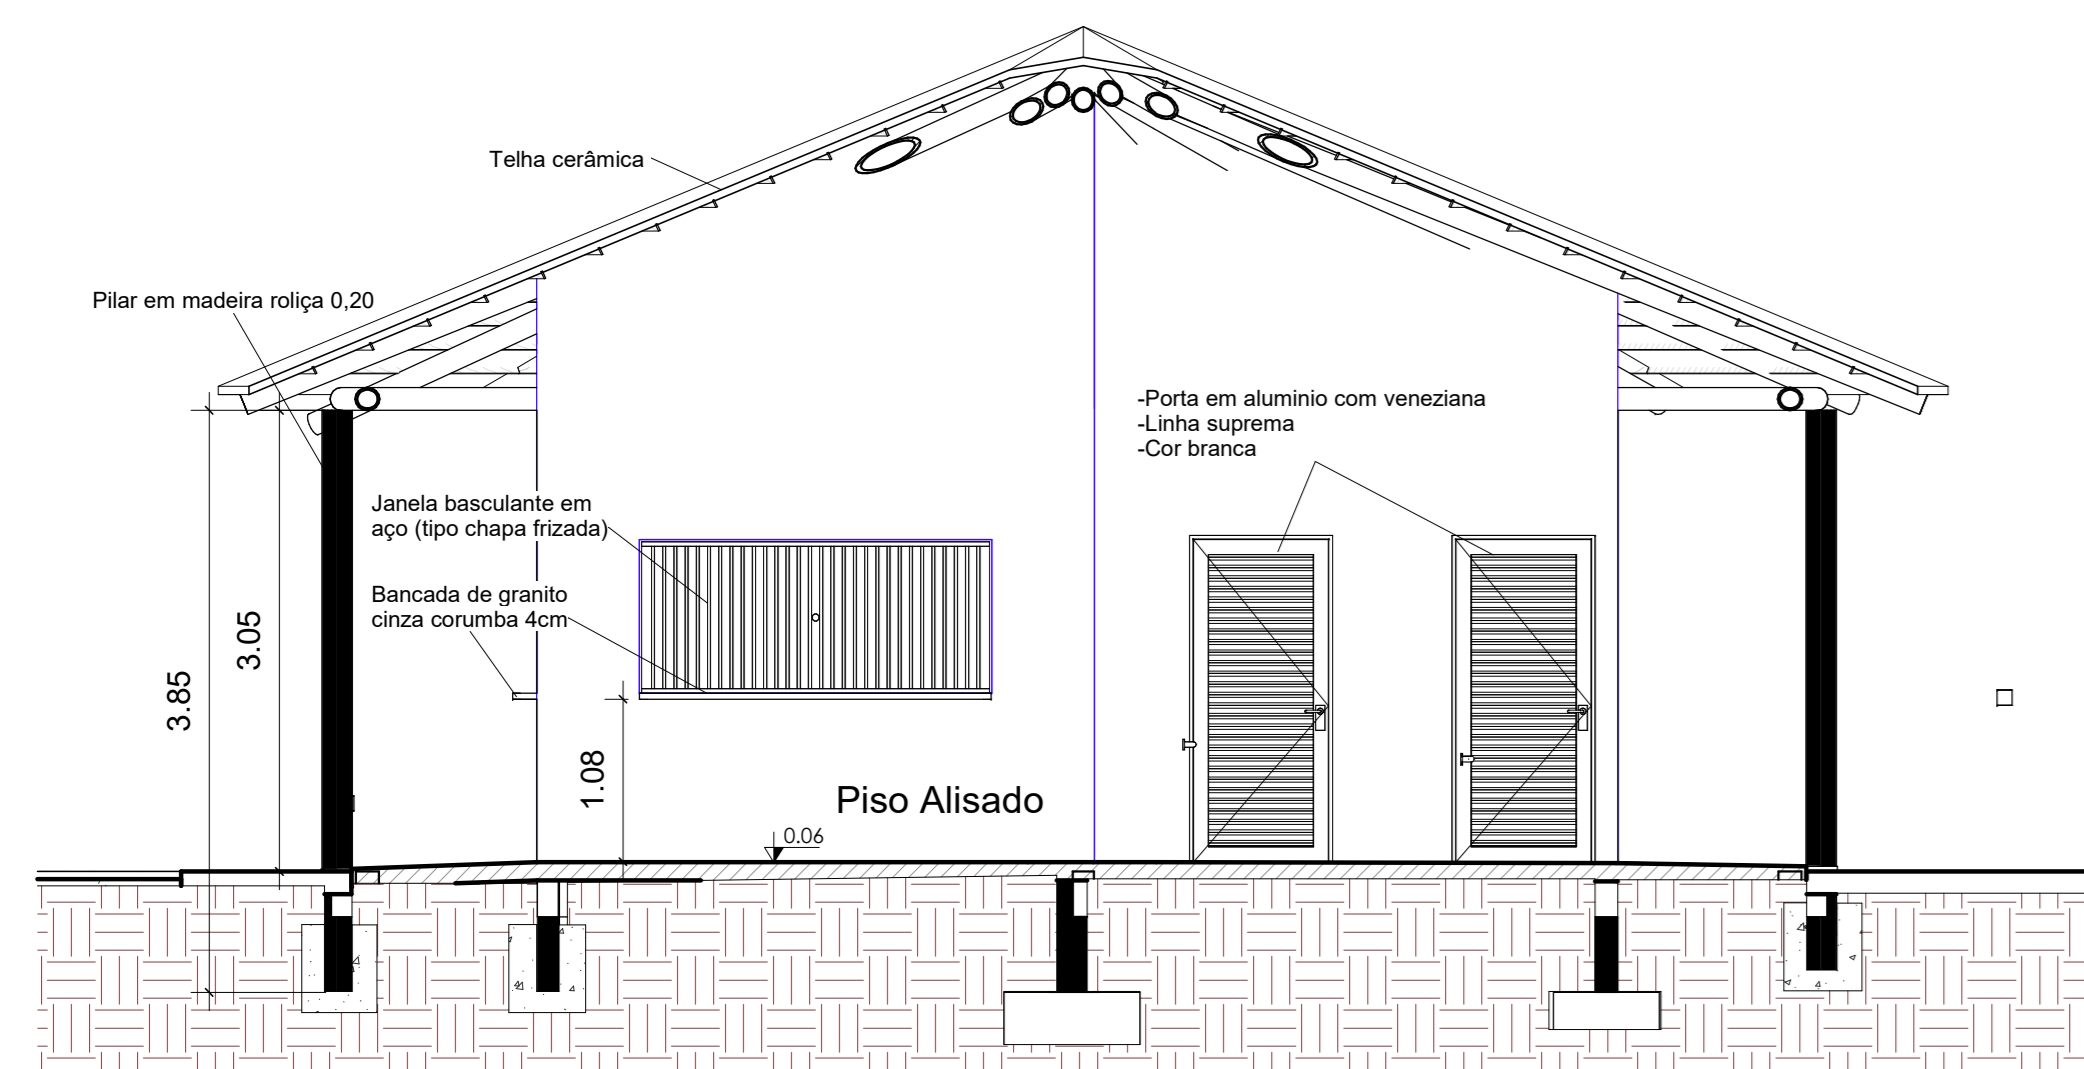 Telha cerâmica
Pilar em madeira roliça 0,20
-Porta em aluminio com veneziana
-Linha suprema
-Cor branca
Janela basculante em
aço (tipo chapa frizada)
Bancada de granito
cinza corumba 4cm
3.05
3.85
1.08
Piso Alisado
0.06